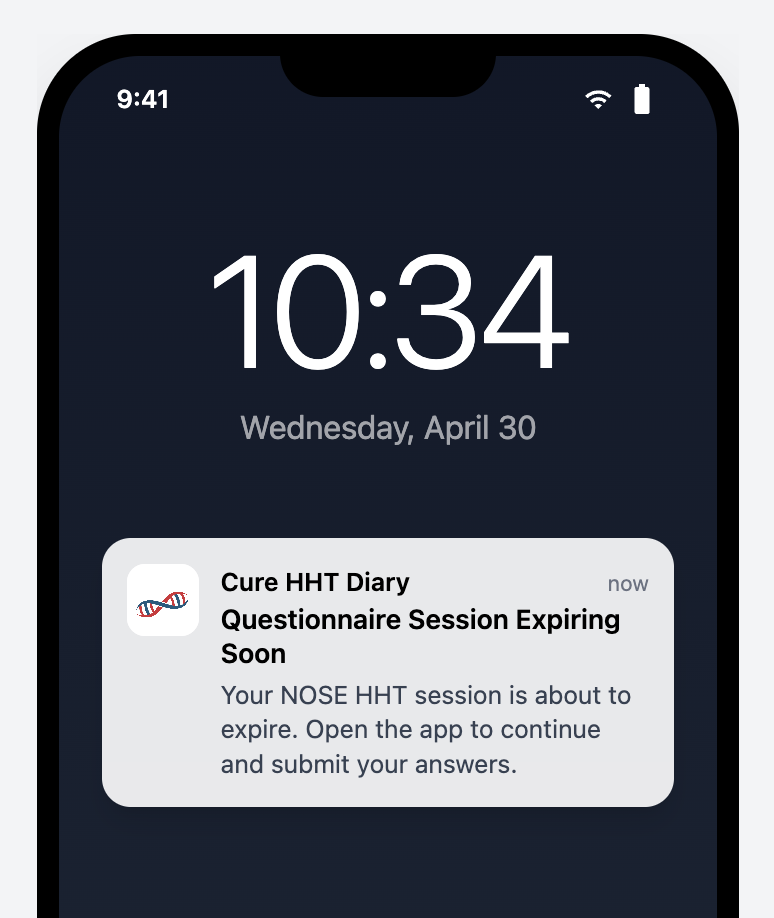 9:41
10:34
Wednesday, April 30
Cure HHT Diary
now
Questionnaire Session Expiring
Soon
Your NOSE HHT session is about to
expire. Open the app to continue
and submit your answers.